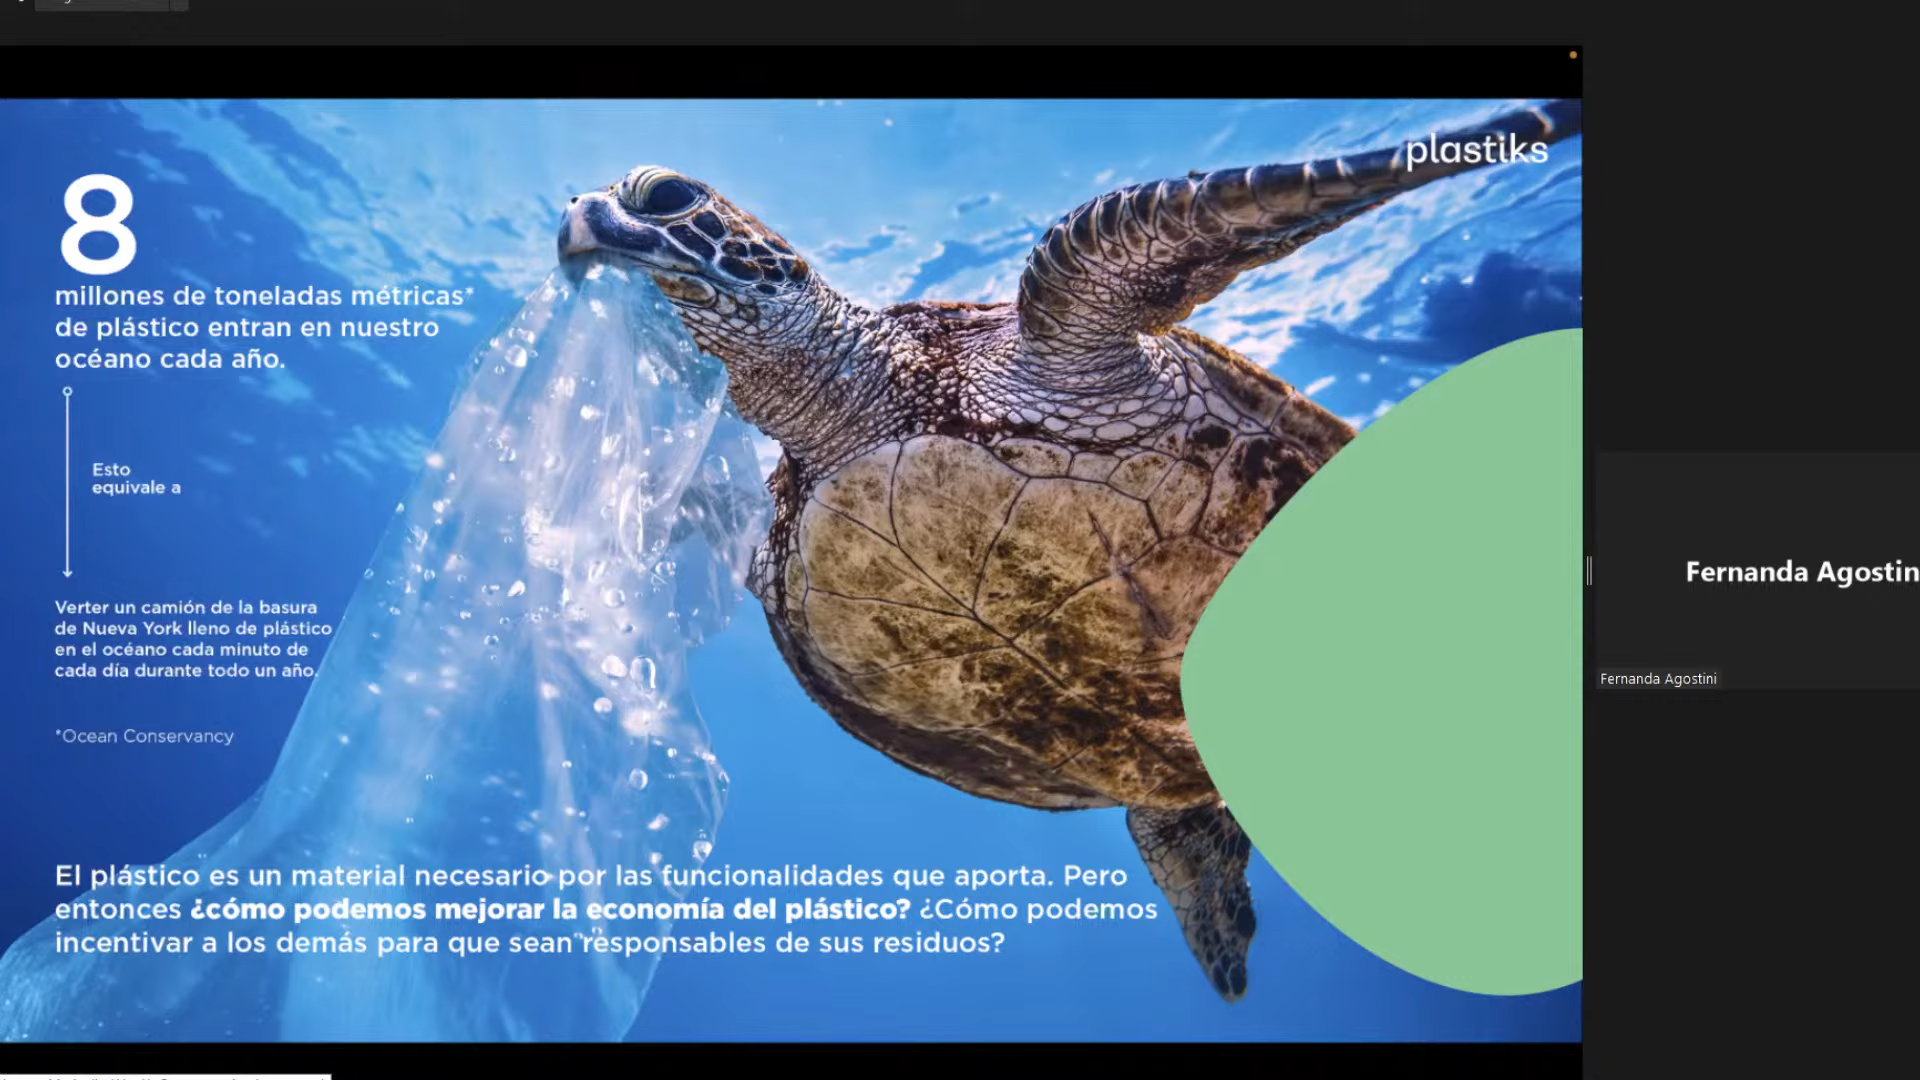 plastiks
8
millones de toneladas métricas*
de plástico entran en nuestro
océano cada año.
Esto
equivale a
Verter un camión de la basura
de Nueva York lleno de plástico
en el océano cada minuto de
cada día durante todo un año.
*Ocean Conservancy
El plástico es un material necesario por las funcionalidades que aporta. Pero
entonces ¿cómo podemos mejorar la economía del plástico? ¿Cómo podemos
incentivar a los demás para que sean responsables de sus residuos?
Fernanda Agostin
Fernanda Agostini